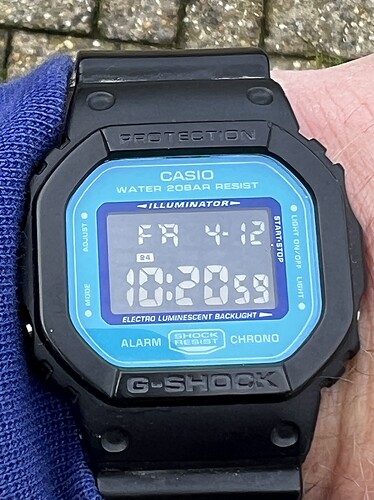 PROTECTION
CASIO
WATER 20BAR RESIST
ILLUMINATOR
ADJUST
LIGHT ON/OFF
START·STOP
FR 4-12
24
10:20 59
MODE
LIGHT
ELECTRO LUMINESCENT BACKLIGHT
ALARM
SHOCK
RESIST
CHRONO
G-SHOCK